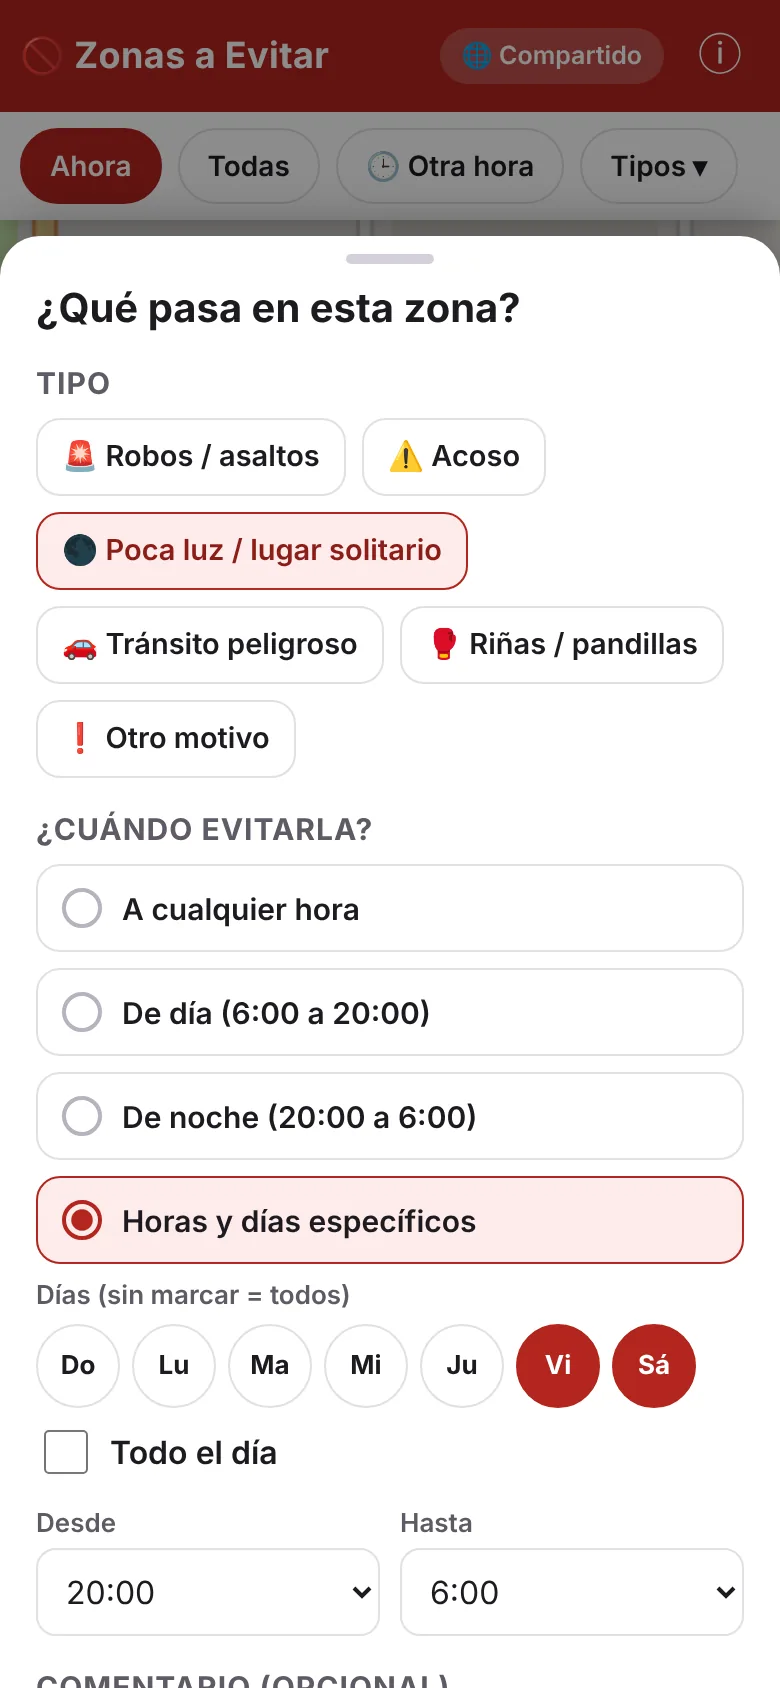 Zonas a Evitar
Compartido
i
Ahora
Todas
Otra hora
Tipos ▾
¿Qué pasa en esta zona?
TIPO
Robos / asaltos
Acoso
Poca luz / lugar solitario
Tránsito peligroso
Riñas / pandillas
Otro motivo
¿CUÁNDO EVITARLA?
A cualquier hora
De día (6:00 a 20:00)
De noche (20:00 a 6:00)
Horas y días específicos
Días (sin marcar = todos)
Do Lu Ma Mi Ju Vi Sá
Todo el día
Desde
Hasta
20:00
6:00
COMENTARIO (OPCIONAL)